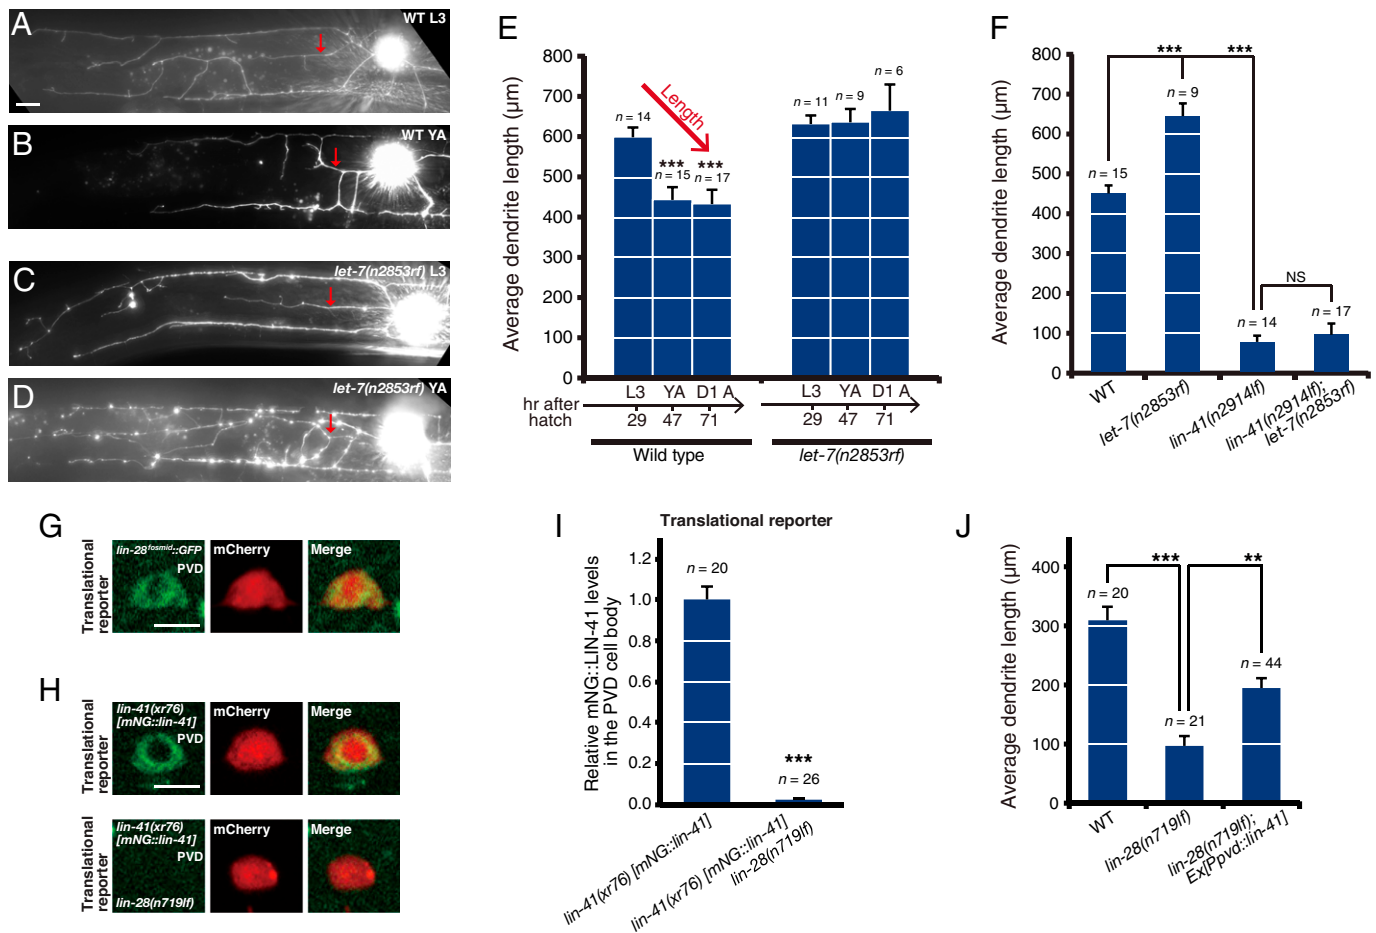 A
WT L3
B
WT YA
C
let-7(n2853rf) L3
D
let-7(n2853rf) YA
E
Average dendrite length (µm)
800
700
600
500
400
300
200
100
0
Length
n = 14
***
n = 15
***
n = 17
n = 11
n = 9
n = 6
L3 YA D1 A
L3 YA D1 A
hr after
hatch
29 47 71
29 47 71
Wild type
let-7(n2853rf)
F
Average dendrite length (µm)
800
700
600
500
400
300
200
100
0
*** ***
n = 15
n = 9
NS
n = 14
n = 17
WT
let-7(n2853rf)
lin-41(n2914lf)
lin-41(n2914lf);
let-7(n2853rf)
G
Translational
reporter
lin-28fosmid::GFP
PVD
mCherry
Merge
H
Translational
reporter
lin-41(xr76)
[mNG::lin-41]
PVD
mCherry
Merge
Translational
reporter
lin-41(xr76)
[mNG::lin-41]
PVD
lin-28(n719lf)
mCherry
Merge
I
Translational reporter
Relative mNG::LIN-41 levels
in the PVD cell body
1.2
1.0
0.8
0.6
0.4
0.2
0.0
n = 20
***
n = 26
lin-41(xr76) [mNG::lin-41]
lin-41(xr76) [mNG::lin-41]
lin-28(n719lf)
J
Average dendrite length (µm)
400
300
200
100
0
*** **
n = 20
n = 21
n = 44
WT
lin-28(n719lf)
lin-28(n719lf);
Ex[Ppvd::lin-41]